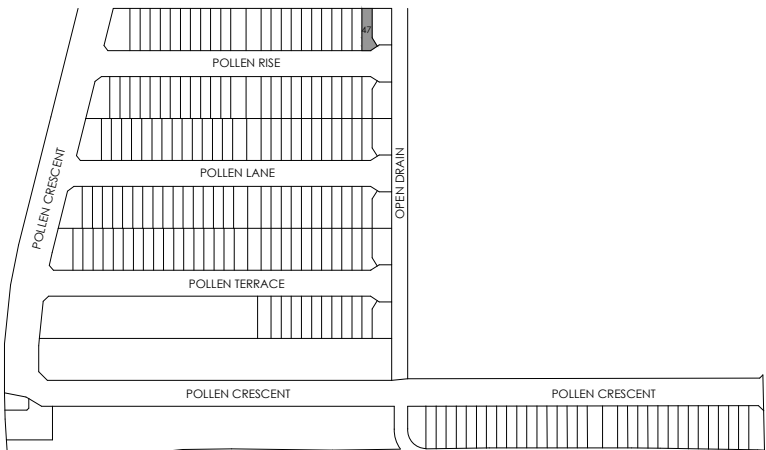 47
POLLEN RISE
POLLEN CRESCENT
POLLEN LANE
OPEN DRAIN
POLLEN TERRACE
POLLEN CRESCENT
POLLEN CRESCENT